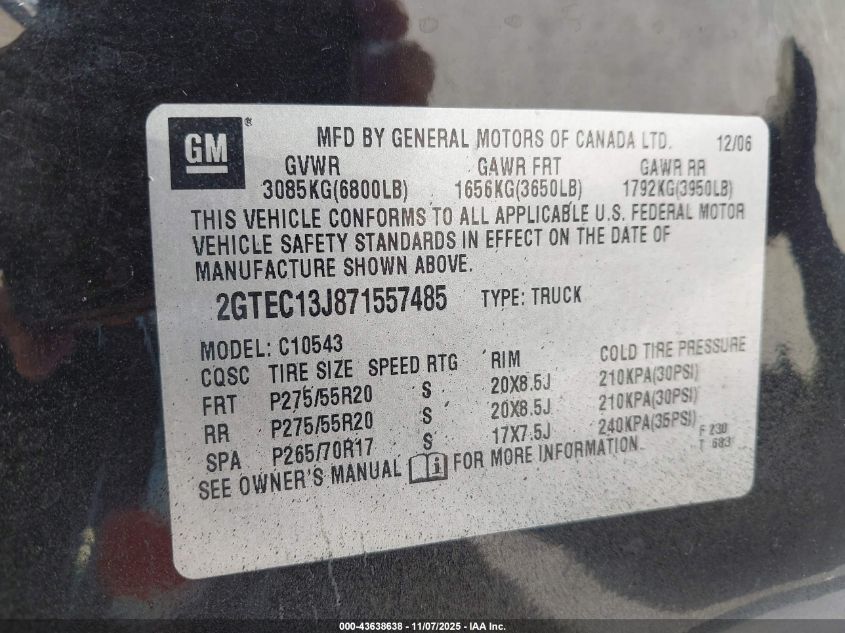 GM ® MFD BY GENERAL MOTORS OF CANADA LTD. 12/06
GVWR GAWR FRT GAWR RR
3085KG(6800LB) 1656KG(3650LB) 1792KG(3950LB)
THIS VEHICLE CONFORMS TO ALL APPLICABLE U.S. FEDERAL MOTOR
VEHICLE SAFETY STANDARDS IN EFFECT ON THE DATE OF
MANUFACTURE SHOWN ABOVE.
2GTEC13J871557485 TYPE: TRUCK
MODEL: C10543
CQSC TIRE SIZE SPEED RTG RIM COLD TIRE PRESSURE
FRT P275/55R20 S 20X8.5J 210KPA(30PSI)
RR P275/55R20 S 20X8.5J 210KPA(30PSI)
SPA P265/70R17 S 17X7.5J 240KPA(35PSI) F 230
T 683
SEE OWNER'S MANUAL FOR MORE INFORMATION.
000-43638638 - 11/07/2025 - IAA Inc.